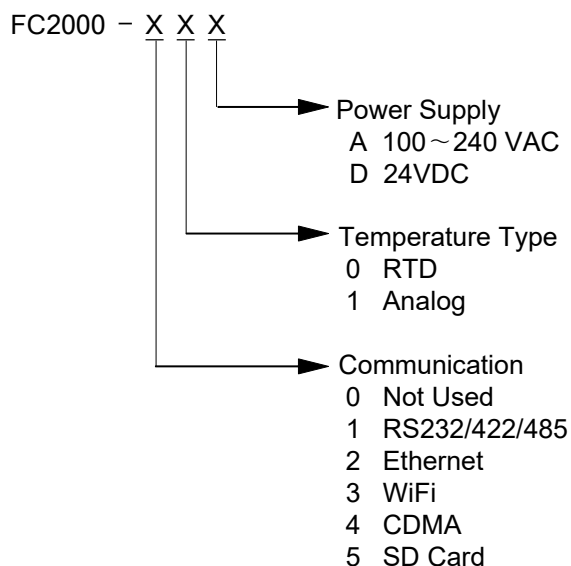 FC2000 - X X X
Power Supply
A 100～240 VAC
D 24VDC
Temperature Type
0 RTD
1 Analog
Communication
0 Not Used
1 RS232/422/485
2 Ethernet
3 WiFi
4 CDMA
5 SD Card